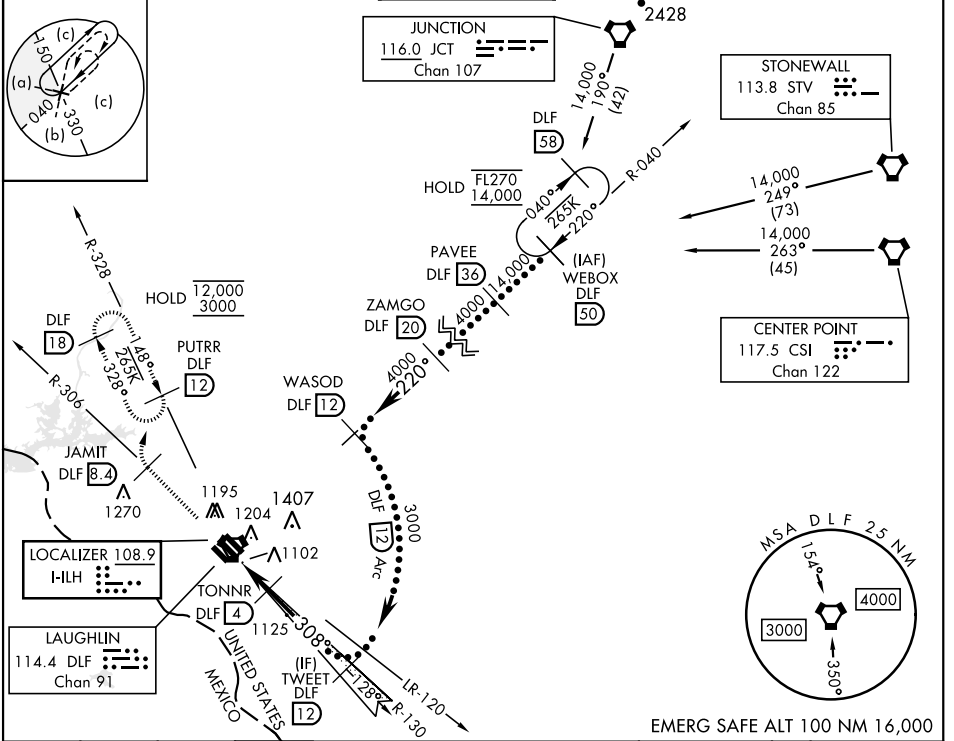 (c)
150
(a)
(c)
040
330
(b)
2428
JUNCTION
116.0 JCT
Chan 107
STONEWALL
113.8 STV
Chan 85
14,000
190°
(42)
DLF
58
HOLD FL270
14,000
040°
265K
220°
R-040
14,000
249°
(73)
14,000
263°
(45)
PAVEE
DLF 36
14,000
(IAF)
WEBOX
DLF
50
R-328
HOLD 12,000
3000
ZAMGO
DLF 20
4000
CENTER POINT
117.5 CSI
Chan 122
DLF
18
148°
265K
328°
PUTRR
DLF
12
R-306
4000
220°
WASOD
DLF 12
JAMIT
DLF 8.4
1270
1195
1204
1407
1102
3000
DLF 12 Arc
LOCALIZER 108.9
I-ILH
TONNR
DLF 4
1125
308°
LAUGHLIN
114.4 DLF
Chan 91
UNITED STATES
MEXICO
(IF)
TWEET
DLF
12
128°
LR-120
R-130
MSA DLF 25 NM
154°
4000
3000
350°
EMERG SAFE ALT 100 NM 16,000